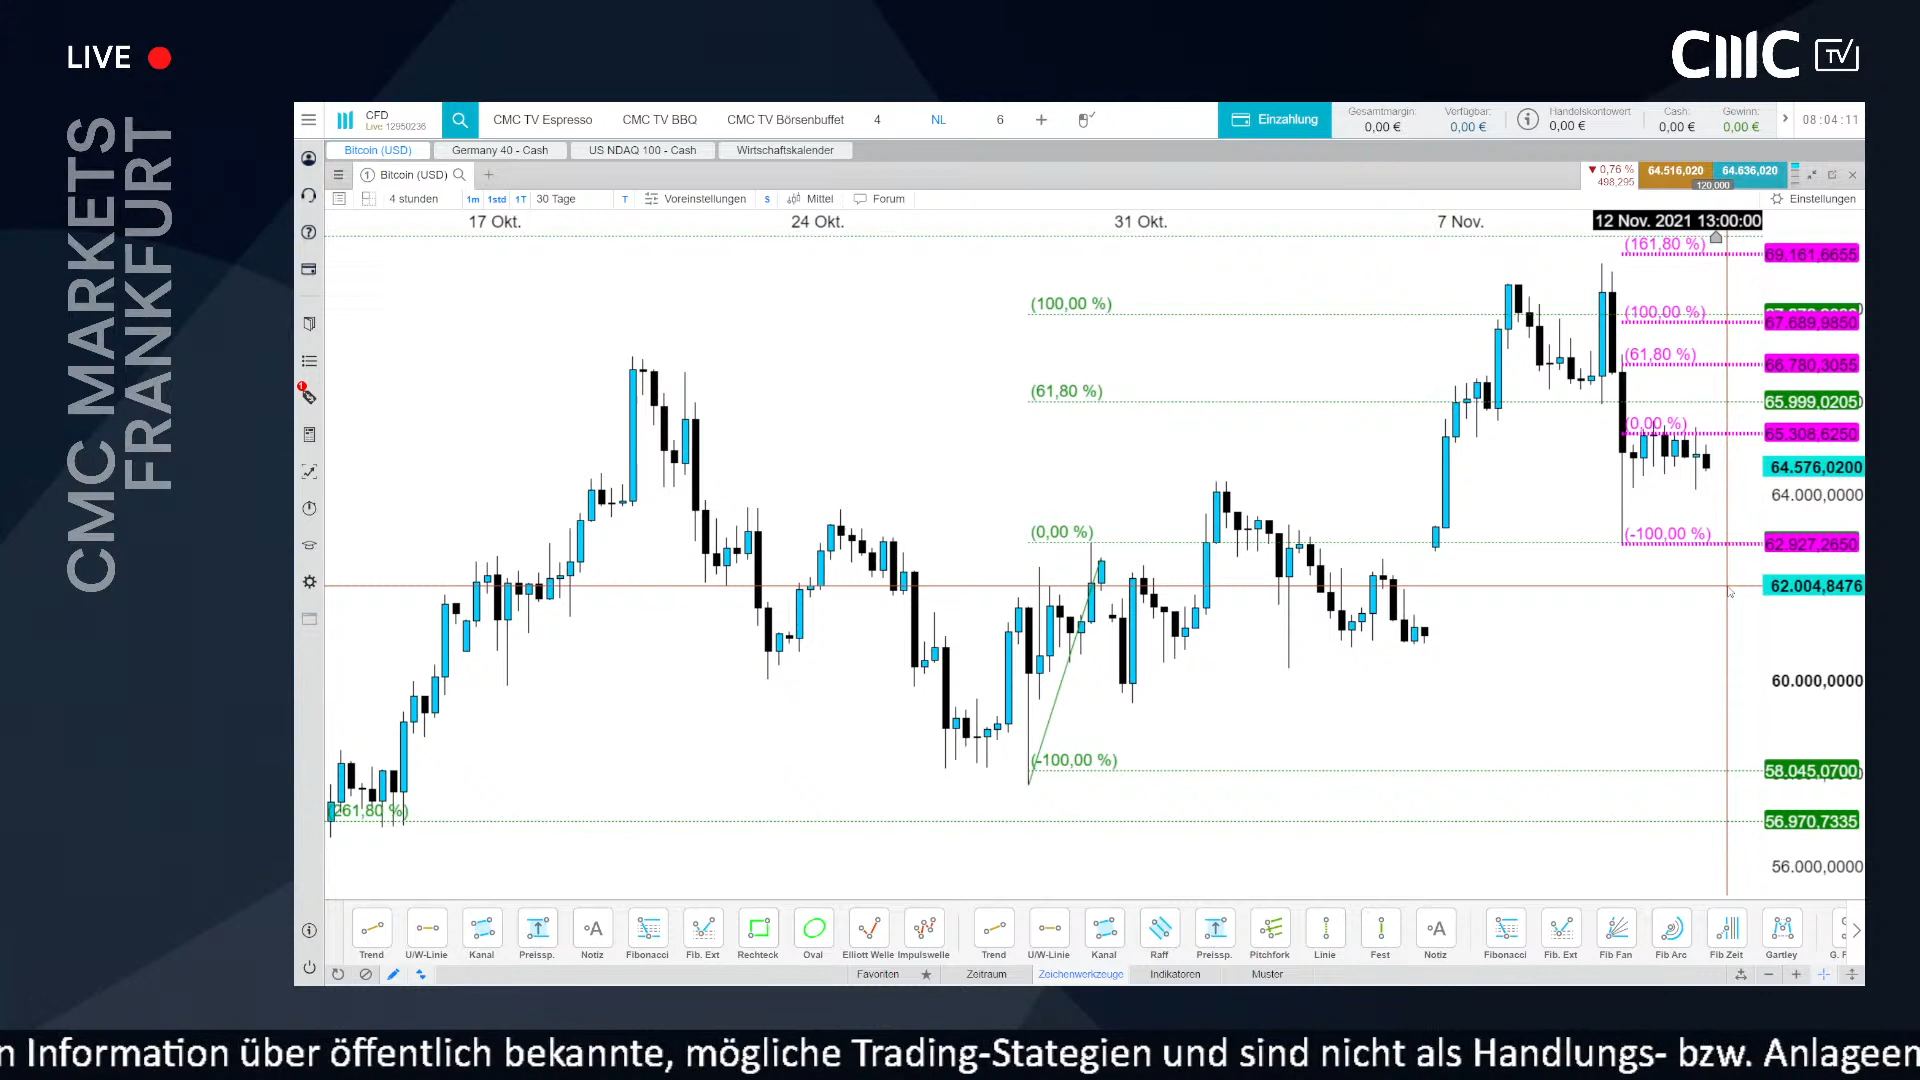 LIVE
CMC TV
CMC MARKETS
FRANKFURT
CFD
Live 12950236
CMC TV Espresso
CMC TV BBQ
CMC TV Börsenbuffet
4
NL
6
Einzahlung
Gesamtmargin:
0,00 €
Verfügbar:
0,00 €
Handelskontowert
0,00 €
Cash:
0,00 €
Gewinn:
0,00 €
08:04:11
Bitcoin (USD)
Germany 40 - Cash
US NDAQ 100 - Cash
Wirtschaftskalender
1 Bitcoin (USD)
0,76 %
498,295
64.516,020
64.636,020
120,000
4 stunden
1m
1std
1T
30 Tage
T
Voreinstellungen
S
Mittel
Forum
Einstellungen
17 Okt.
24 Okt.
31 Okt.
7 Nov.
12 Nov. 2021 13:00:00
(161,80 %)
69.161,6655
(100,00 %)
(100,00 %)
67.689,9850
(61,80 %)
66.780,3055
(61,80 %)
65.999,0205
(0,00 %)
65.308,6250
64.576,0200
64.000,0000
(0,00 %)
(-100,00 %)
62.927,2650
62.004,8476
60.000,0000
(-100,00 %)
58.045,0700
(261,80 %)
56.970,7335
56.000,0000
1
Trend
U/W-Linie
Kanal
Preissp.
Notiz
Fibonacci
Fib. Ext
Rechteck
Oval
Elliott Welle
Impulswelle
Trend
U/W-Linie
Kanal
Raff
Preissp.
Pitchfork
Linie
Fest
Notiz
Fibonacci
Fib. Ext
Fib Fan
Fib Arc
Fib Zeit
Gartley
Favoriten
Zeitraum
Zeichenwerkzeuge
Indikatoren
Muster
n Information über öffentlich bekannte, mögliche Trading-Stategien und sind nicht als Handlungs- bzw. Anlageem